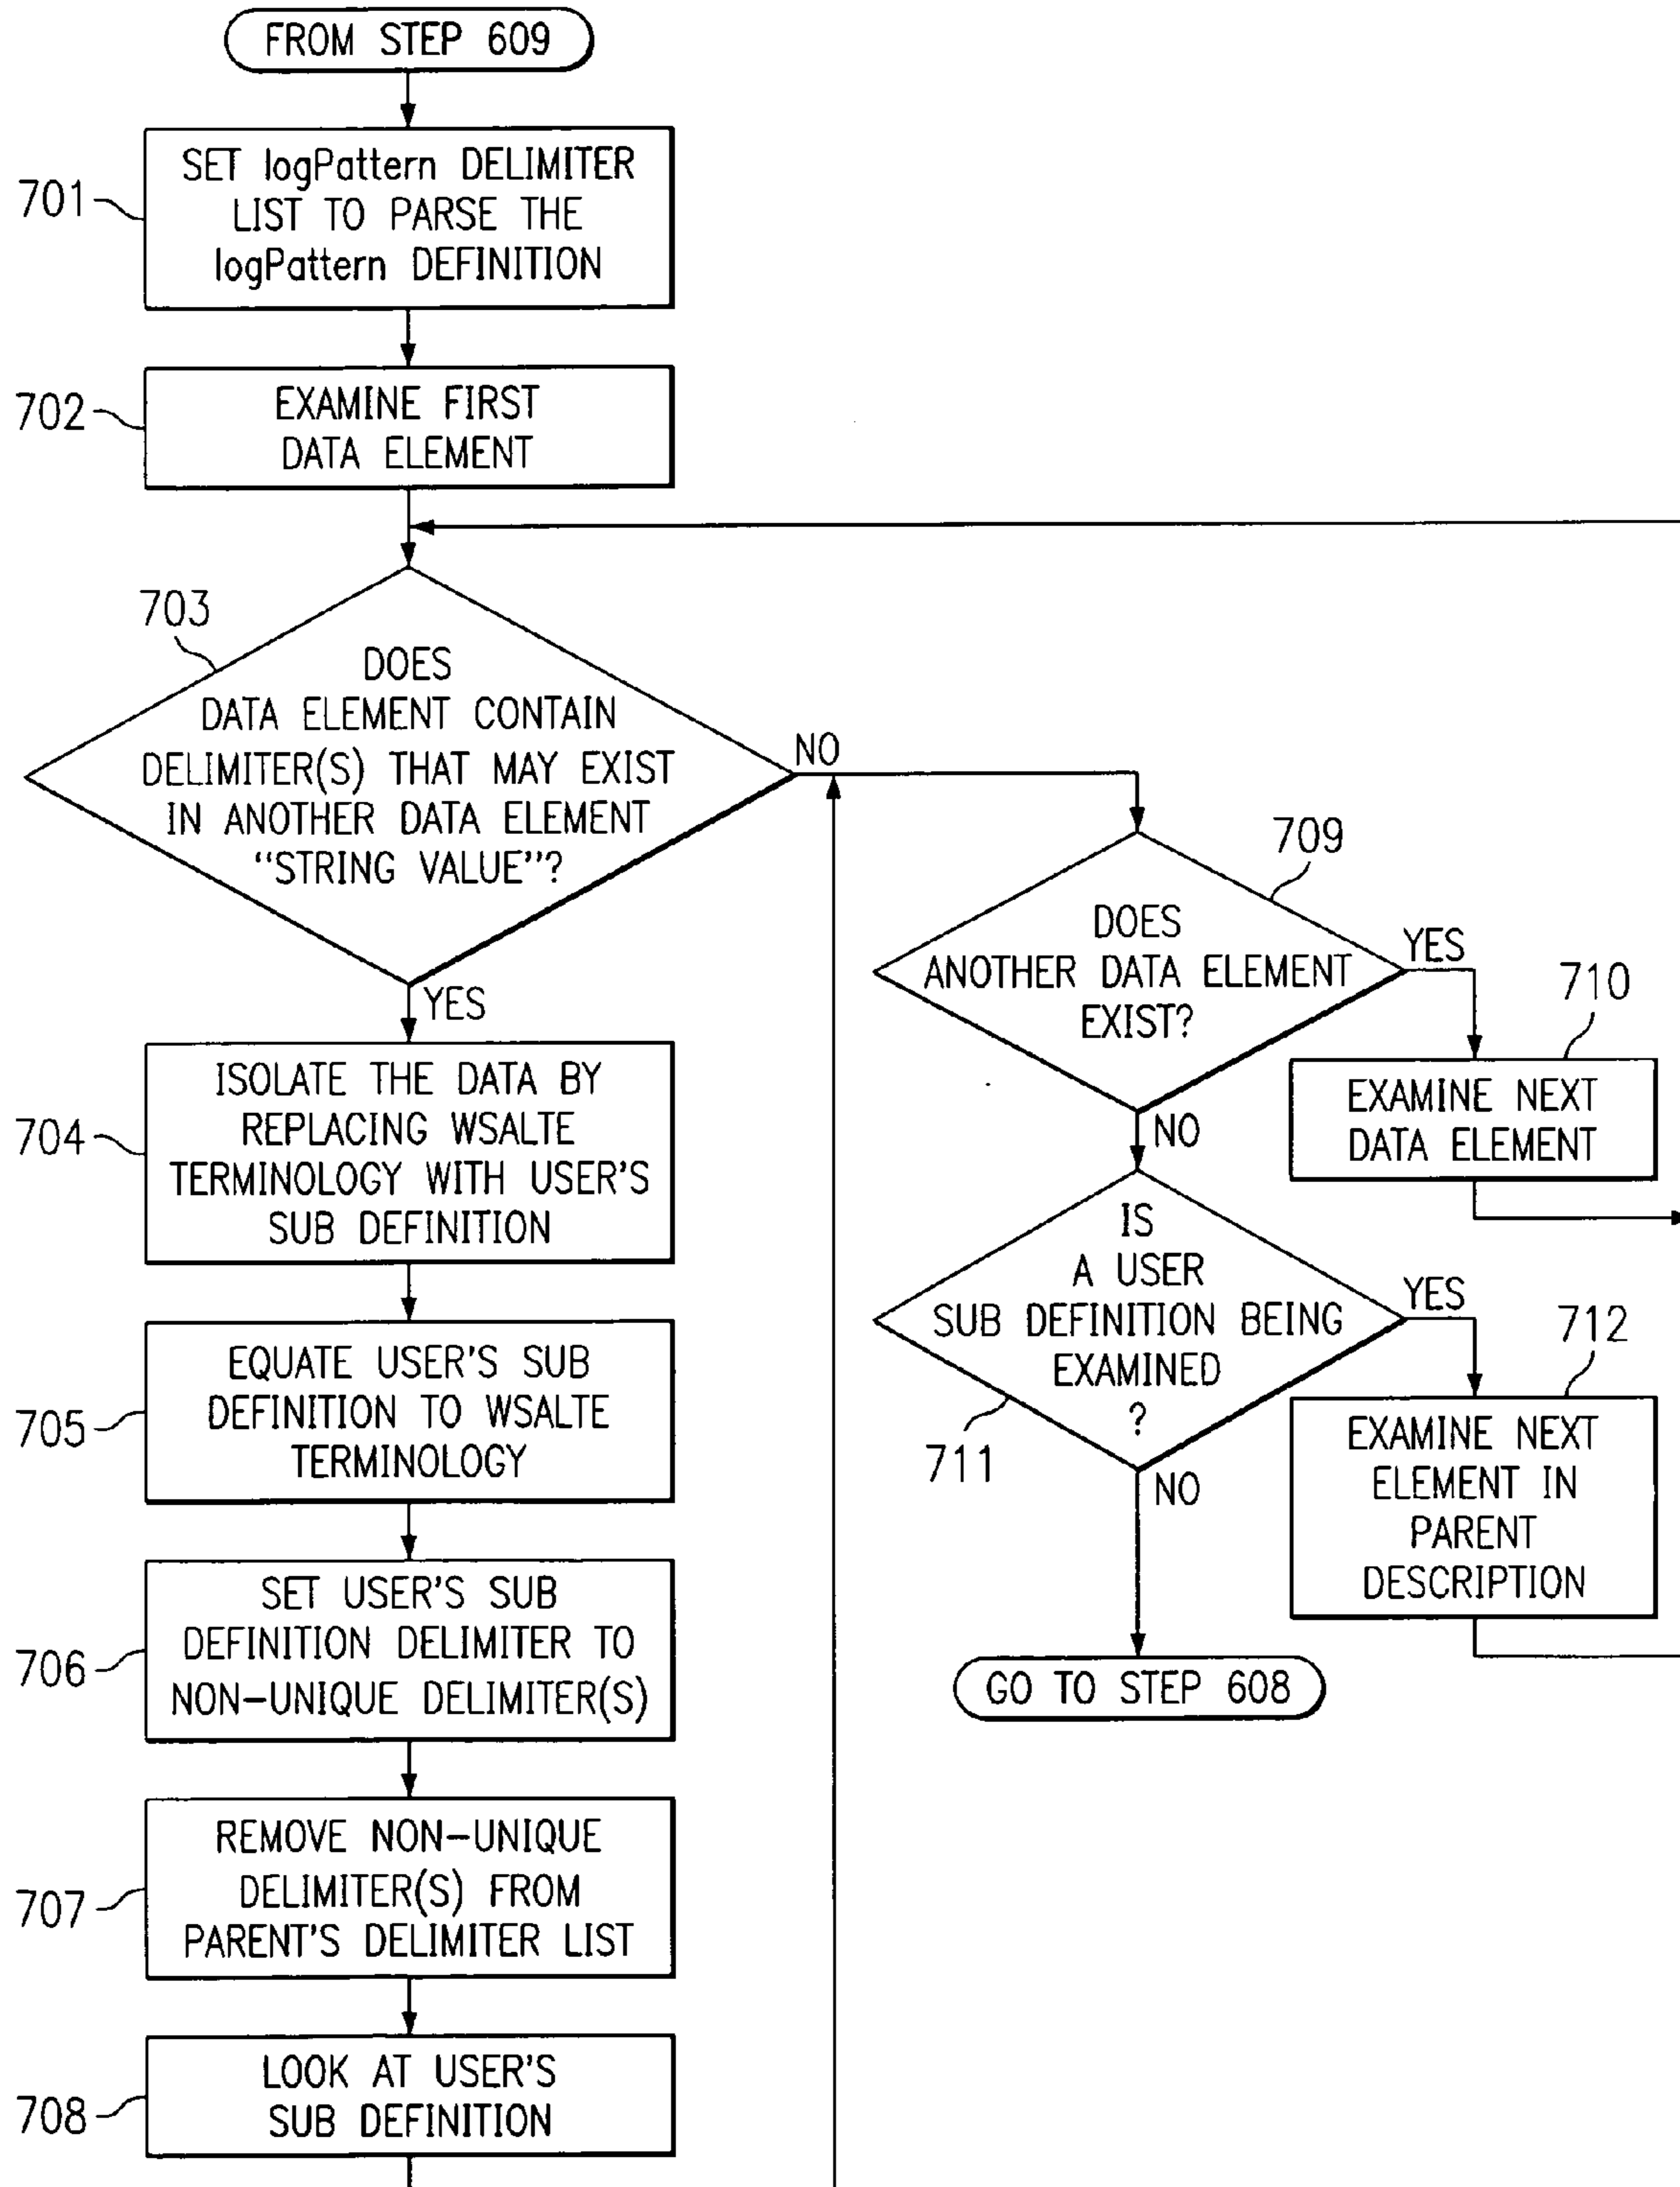 FROM STEP 609
701
SET logPattern DELIMITER
LIST TO PARSE THE
logPattern DEFINITION
702
EXAMINE FIRST
DATA ELEMENT
703
DOES
DATA ELEMENT CONTAIN
DELIMITER(S) THAT MAY EXIST
IN ANOTHER DATA ELEMENT
“STRING VALUE”?
NO
YES
704
ISOLATE THE DATA BY
REPLACING WSALTE
TERMINOLOGY WITH USER'S
SUB DEFINITION
705
EQUATE USER'S SUB
DEFINITION TO WSALTE
TERMINOLOGY
706
SET USER'S SUB
DEFINITION DELIMITER TO
NON-UNIQUE DELIMITER(S)
707
REMOVE NON-UNIQUE
DELIMITER(S) FROM
PARENT'S DELIMITER LIST
708
LOOK AT USER'S
SUB DEFINITION
709
DOES
ANOTHER DATA ELEMENT
EXIST?
YES
710
EXAMINE NEXT
DATA ELEMENT
NO
711
IS
A USER
SUB DEFINITION BEING
EXAMINED
?
YES
712
EXAMINE NEXT
ELEMENT IN
PARENT
DESCRIPTION
NO
GO TO STEP 608